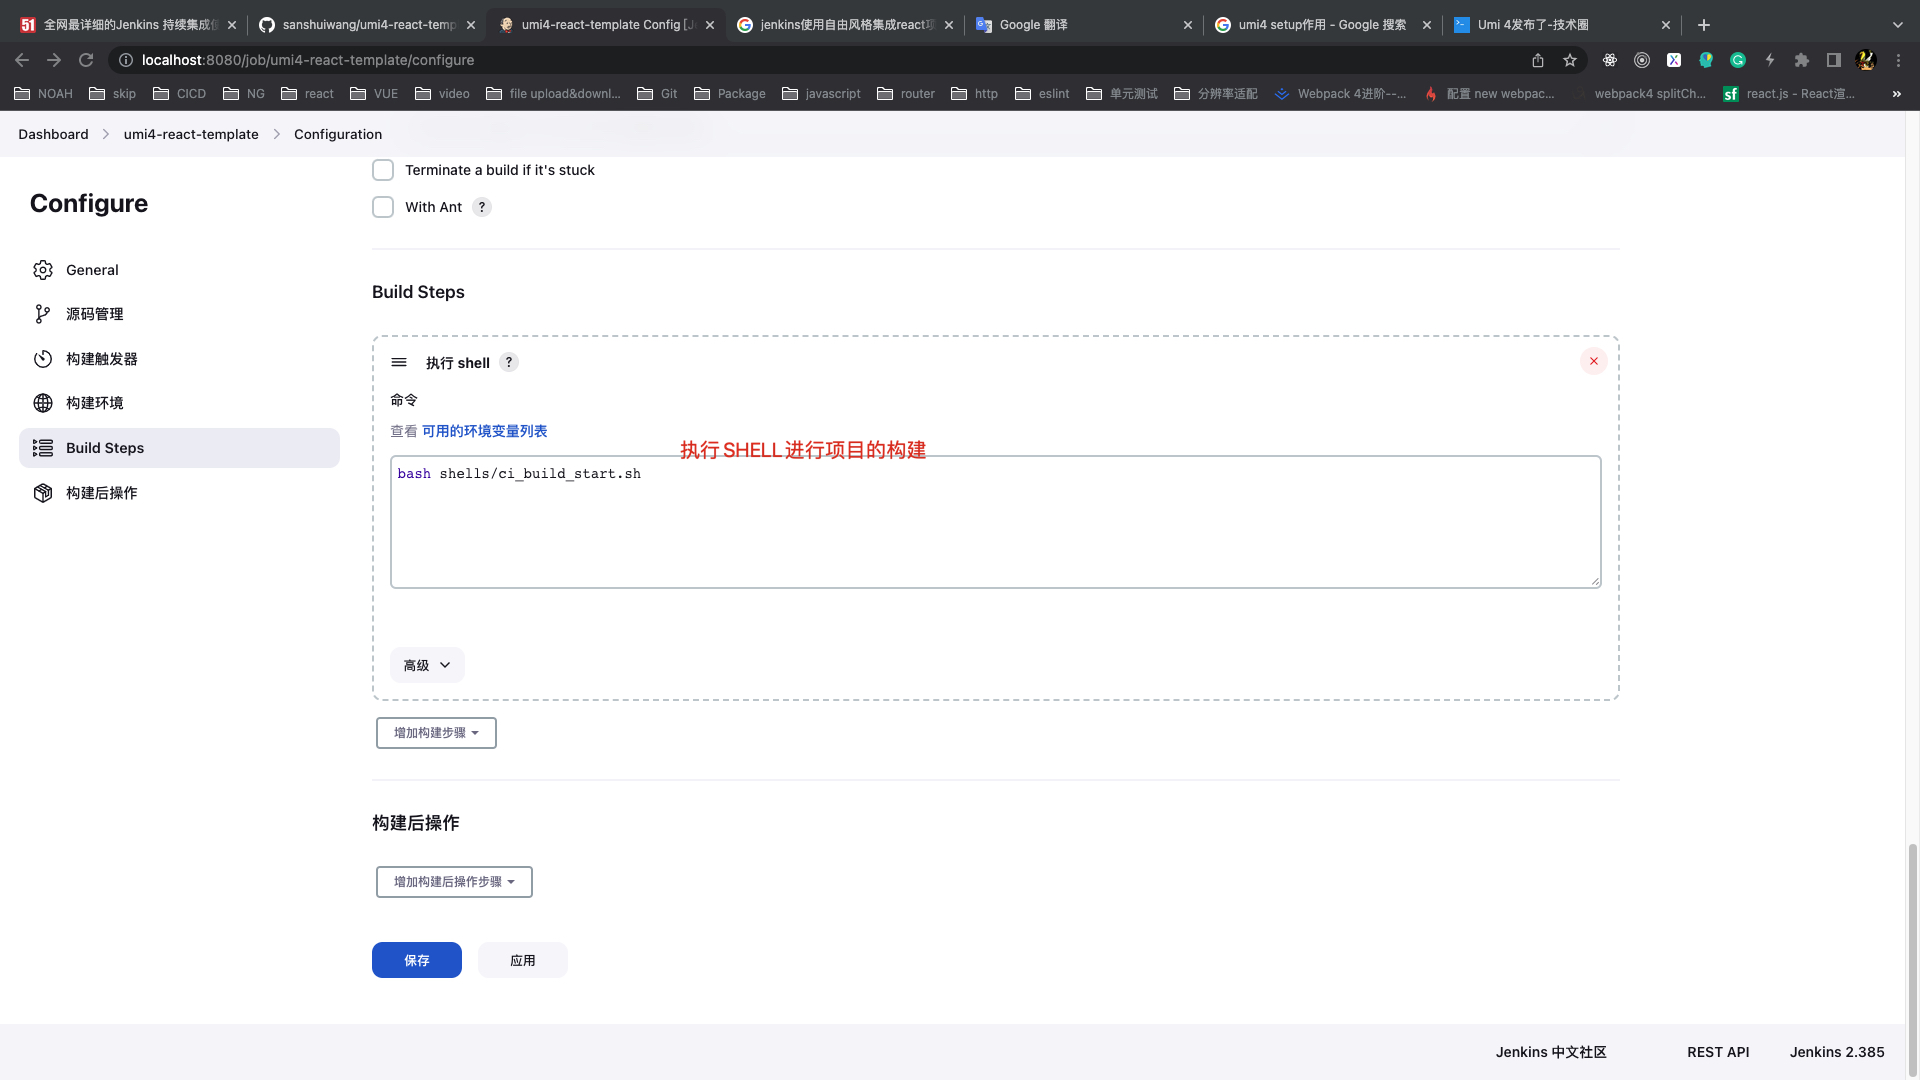 全网最详细的Jenkins 持续集成使
sanshuiwang/umi4-react-temp
umi4-react-template Config [Je
jenkins使用自由风格集成react项
Google 翻译
umi4 setup作用 - Google 搜索
Umi 4发布了-技术圈
localhost:8080/job/umi4-react-template/configure
NOAH skip CICD NG react VUE video file upload&downl... Git Package javascript router http eslint 单元测试 分辨率适配 Webpack 4进阶--... 配置 new webpac... webpack4 splitCh... react.js - React渲...
Dashboard umi4-react-template Configuration
Configure
General
源码管理
构建触发器
构建环境
Build Steps
构建后操作
Terminate a build if it's stuck
With Ant ?
Build Steps
执行 shell ?
命令
查看 可用的环境变量列表
执行SHELL进行项目的构建
bash shells/ci_build_start.sh
高级
增加构建步骤
构建后操作
增加构建后操作步骤
保存 应用
Jenkins 中文社区 REST API Jenkins 2.385